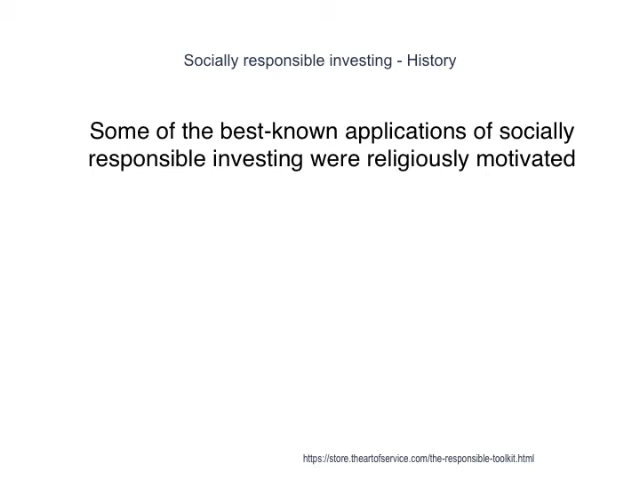 Socially responsible investing - History
Some of the best-known applications of socially
responsible investing were religiously motivated
https://store.theartofservice.com/the-responsible-toolkit.html